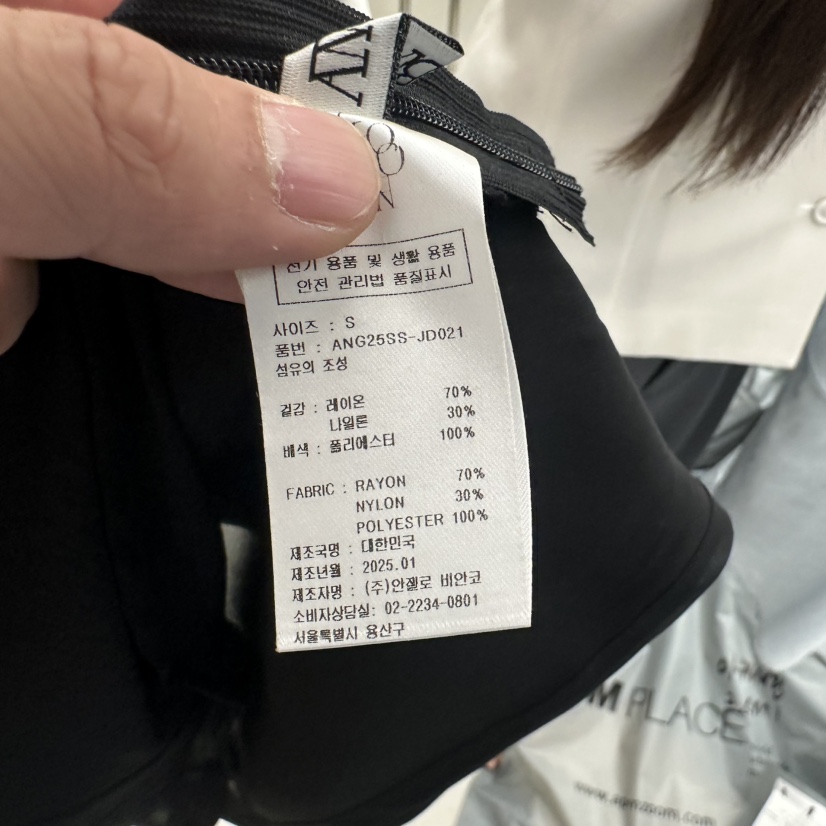 AN
전기 용품 및 생활 용품
안전 관리법 품질표시
사이즈 : S
품번 : ANG25SS-JD021
섬유의 조성
겉감 : 레이온 70%
나일론 30%
배색 : 폴리에스터 100%
FABRIC : RAYON 70%
NYLON 30%
POLYESTER 100%
제조국명 : 대한민국
제조년월 : 2025.01
제조자명 : (주)안젤로 비안코
소비자상담실: 02-2234-0801
서울특별시 용산구
PLACE
www.apmzoom.com